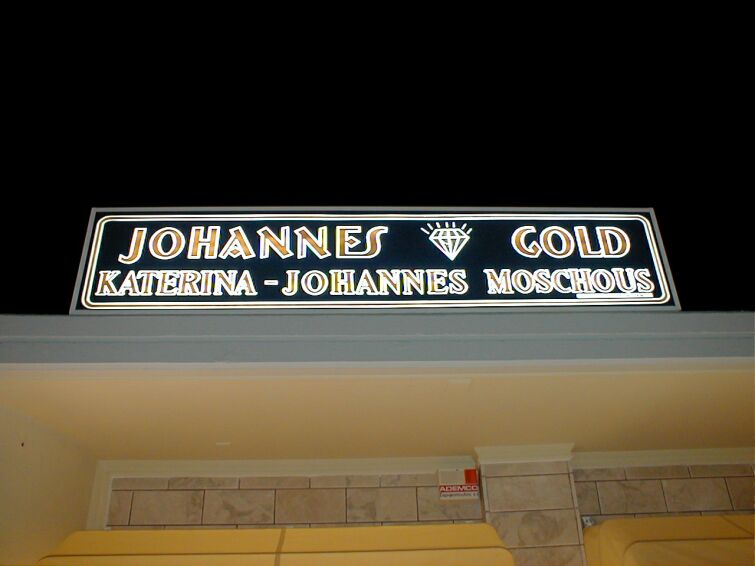 JOHANNES GOLD
KATERINA - JOHANNES MOSCHOUS
ADEMCO